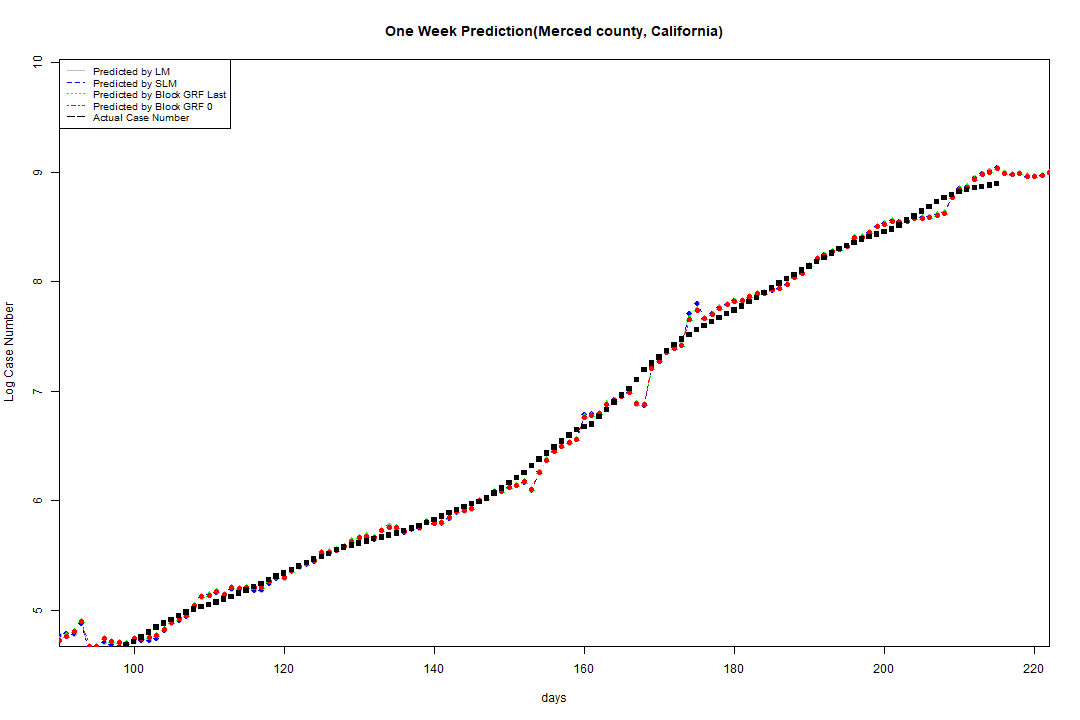 One Week Prediction(Merced county, California)
Predicted by LM
Predicted by SLM
Predicted by Block GRF Last
Predicted by Block GRF 0
Actual Case Number
10
9
8
7
6
5
Log Case Number
100 120 140 160 180 200 220
days